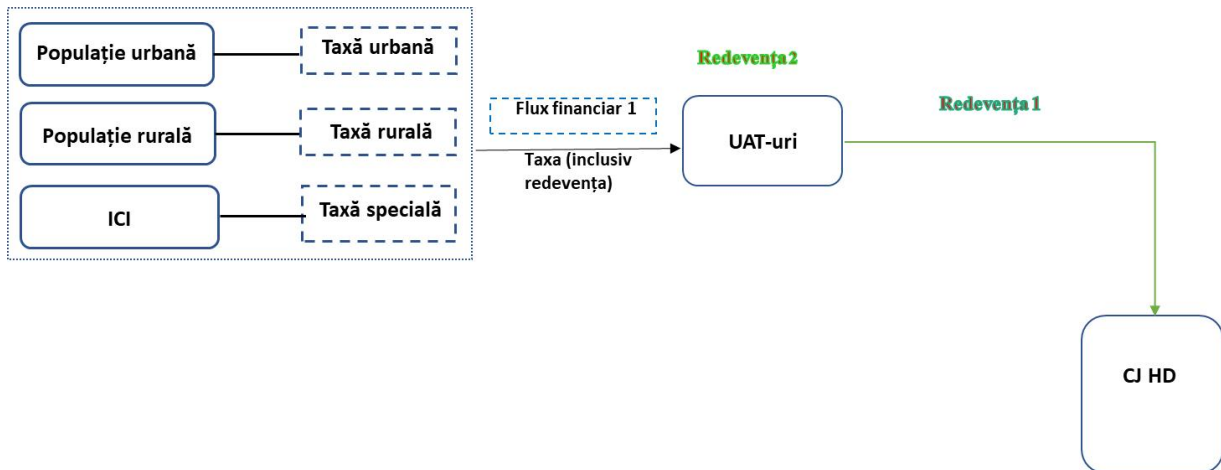 Populație urbană
Taxă urbană
Populație rurală
Taxă rurală
ICI
Taxă specială
Flux financiar 1
Taxa (inclusiv
redevența)
Redevența 2
UAT-uri
Redevența 1
CJ HD